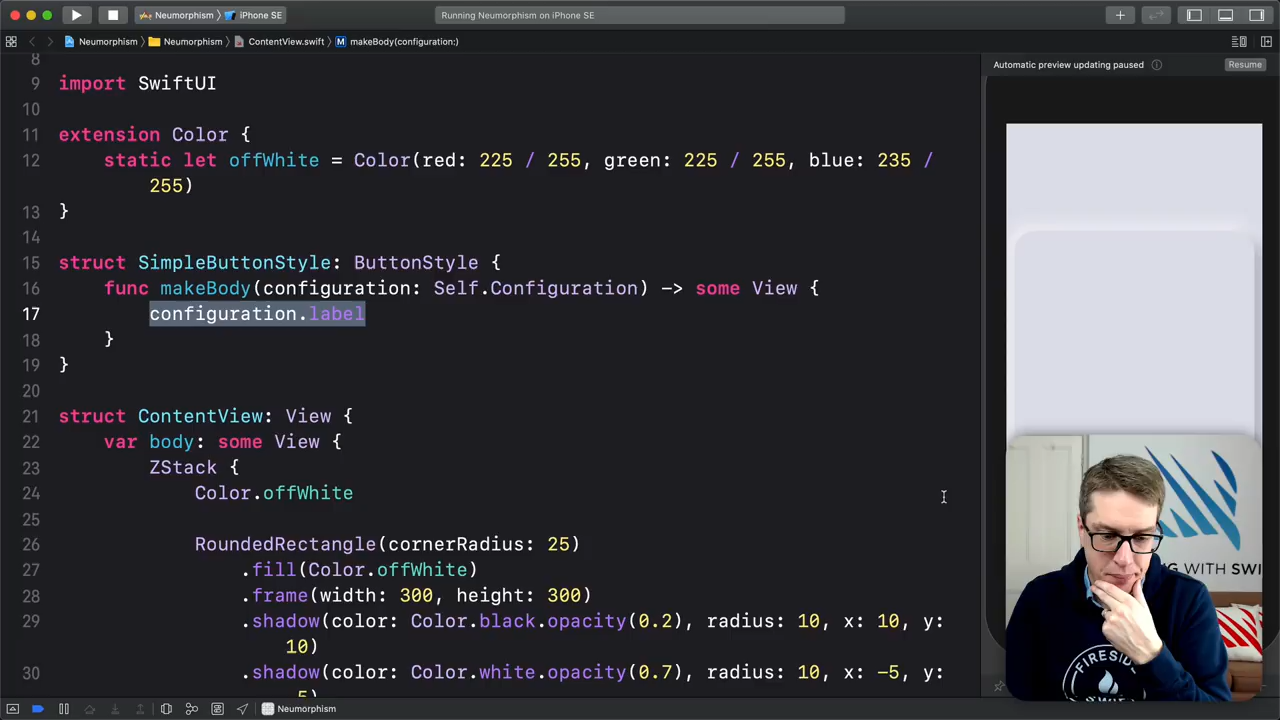 Neumorphism 〉 iPhone SE
Running Neumorphism on iPhone SE
Neumorphism 〉 Neumorphism 〉 ContentView.swift 〉 M makeBody(configuration:)
Automatic preview updating paused
Resume
8
9 import SwiftUI
10
11 extension Color {
12 static let offWhite = Color(red: 225 / 255, green: 225 / 255, blue: 235 /
255)
13 }
14
15 struct SimpleButtonStyle: ButtonStyle {
16 func makeBody(configuration: Self.Configuration) -> some View {
17 configuration.label
18 }
19 }
20
21 struct ContentView: View {
22 var body: some View {
23 ZStack {
24 Color.offWhite
25
26 RoundedRectangle(cornerRadius: 25)
27 .fill(Color.offWhite)
28 .frame(width: 300, height: 300)
29 .shadow(color: Color.black.opacity(0.2), radius: 10, x: 10, y:
10)
30 .shadow(color: Color.white.opacity(0.7), radius: 10, x: -5, y:
Neumorphism